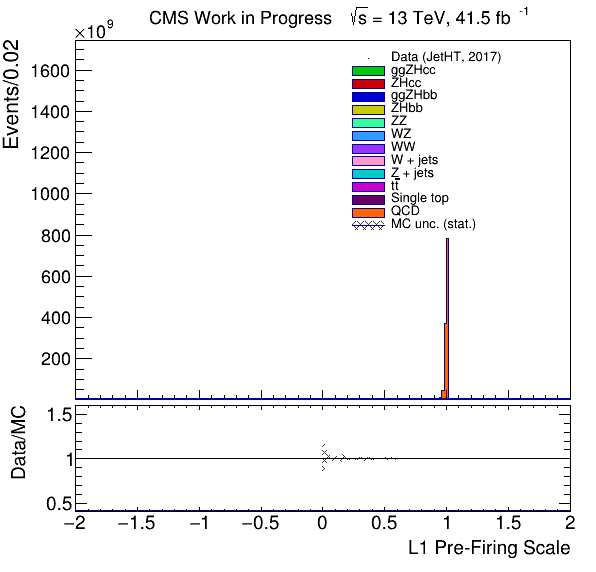 CMS Work in Progress √s = 13 TeV, 41.5 fb⁻¹
×10⁹
Events/0.02
1600
1400
1200
1000
800
600
400
200
Data (JetHT, 2017)
ggZHcc
ZHcc
ggZHbb
ZHbb
ZZ
WZ
WW
W + jets
Z + jets
tt̅
Single top
QCD
MC unc. (stat.)
Data/MC
1.5
1
0.5
−2 −1.5 −1 −0.5 0 0.5 1 1.5 2
L1 Pre-Firing Scale